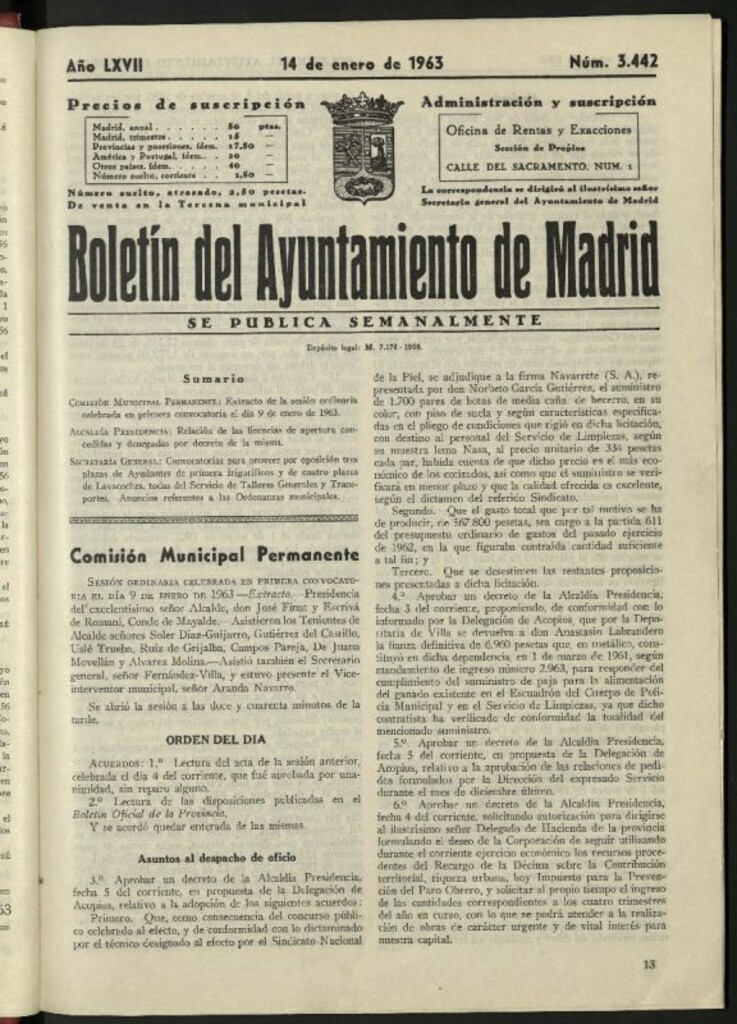 Año LXVII 14 de enero de 1963 Núm. 3.442
Precios de suscripción
Madrid, anual . . . . . . 60 ptas.
Madrid, trimestre . . . . . 15 —
Provincias y posesiones, ídem. 17,50 —
América y Portugal, ídem. . 20 —
Otros países, ídem. . . . . 40 —
Número suelto, corriente . . 1,50 —
Número suelto, atrasado, 2,50 pesetas.
De venta en la Tercena municipal
Administración y suscripción
Oficina de Rentas y Exacciones
Sección de Propios
CALLE DEL SACRAMENTO, NUM. 1
La correspondencia se dirigirá al ilustrísimo señor
Secretario general del Ayuntamiento de Madrid
Boletín del Ayuntamiento de Madrid
SE PUBLICA SEMANALMENTE
Depósito legal: M. 7.178 - 1958.
Sumario
COMISIÓN MUNICIPAL PERMANENTE: Extracto de la sesión ordinaria
celebrada en primera convocatoria el día 9 de enero de 1963.
ALCALDÍA PRESIDENCIA: Relación de las licencias de apertura con-
cedidas y denegadas por decreto de la misma.
SECRETARÍA GENERAL: Convocatorias para proveer por oposición tres
plazas de Ayudantes de primera frigoríficos y de cuatro plazas
de Lavacoches, todas del Servicio de Talleres Generales y Trans-
portes.—Anuncios referentes a las Ordenanzas municipales.
Comisión Municipal Permanente
SESIÓN ORDINARIA CELEBRADA EN PRIMERA CONVOCATO-
RIA EL DÍA 9 DE ENERO DE 1963.—Extracto.—Presidencia
del excelentísimo señor Alcalde, don José Finat y Escrivá
de Romaní, Conde de Mayalde.—Asistieron los Tenientes de
Alcalde señores Soler Díaz-Guijarro, Gutiérrez del Castillo,
Uslé Trueba, Ruiz de Grijalba, Campos Pareja, De Juana
Movellán y Alvarez Molina.—Asistió también el Secretario
general, señor Fernández-Villa, y estuvo presente el Vice-
interventor municipal, señor Aranda Navarro.
Se abrió la sesión a las doce y cuarenta minutos de la
tarde.
ORDEN DEL DIA
ACUERDOS: 1.º Lectura del acta de la sesión anterior,
celebrada el día 4 del corriente, que fué aprobada por una-
nimidad, sin reparo alguno.
2.º Lectura de las disposiciones publicadas en el
Boletín Oficial de la Provincia.
Y se acordó quedar enterada de las mismas.
Asuntos al despacho de oficio
3.º Aprobar un decreto de la Alcaldía Presidencia,
fecha 5 del corriente, en propuesta de la Delegación de
Acopios, relativo a la adopción de los siguientes acuerdos:
Primero. Que, como consecuencia del concurso públi-
co celebrado al efecto, y de conformidad con lo dictaminado
por el técnico designado al efecto por el Sindicato Nacional
de la Piel, se adjudique a la firma Navarrete (S. A.), re-
presentada por don Norbeto García Gutiérrez, el suministro
de 1.700 pares de botas de media caña, de becerro, en su
color, con piso de suela y según características especifica-
das en el pliego de condiciones que rigió en dicha licitación,
con destino al personal del Servicio de Limpiezas, según
su muestra lema Nasa, al precio unitario de 334 pesetas
cada par, habida cuenta de que dicho precio es el más eco-
nómico de los cotizados, así como que el suministro se veri-
ficará en menor plazo y que la calidad ofrecida es excelente,
según el dictamen del referido Sindicato.
Segundo. Que el gasto total que por tal motivo se ha
de producir, de 567.800 pesetas, sea cargo a la partida 611
del presupuesto ordinario de gastos del pasado ejercicio
de 1962, en la que figuraba contraída cantidad suficiente
a tal fin; y
Tercero. Que se desestimen las restantes proposicio-
nes presentadas a dicha licitación.
4.º Aprobar un decreto de la Alcaldía Presidencia,
fecha 3 del corriente, proponiendo, de conformidad con lo
informado por la Delegación de Acopios, que por la Depo-
sitaría de Villa se devuelva a don Anastasio Labrandero
la fianza definitiva de 6.960 pesetas que, en metálico, consti-
tuyó en dicha dependencia, en 1 de marzo de 1961, según
mandamiento de ingreso número 2.963, para responder del
cumplimiento del suministro de paja para la alimentación
del ganado existente en el Escuadrón del Cuerpo de Poli-
cía Municipal y en el Servicio de Limpiezas, ya que dicho
contratista ha verificado de conformidad la totalidad del
mencionado suministro.
5.º Aprobar un decreto de la Alcaldía Presidencia,
fecha 5 del corriente, en propuesta de la Delegación de
Acopios, relativo a la aprobación de las relaciones de pedi-
dos formulados por la Dirección del expresado Servicio
durante el mes de diciembre último.
6.º Aprobar un decreto de la Alcaldía Presidencia,
fecha 4 del corriente, solicitando autorización para dirigirse
al ilustrísimo señor Delegado de Hacienda de la provincia
formulando el deseo de la Corporación de seguir utilizando
durante el corriente ejercicio económico los recursos proce-
dentes del Recargo de la Décima sobre la Contribución
territorial, riqueza urbana, hoy Impuesto para la Preven-
ción del Paro Obrero, y solicitar al propio tiempo el ingreso
de las cantidades correspondientes a los cuatro trimestres
del año en curso, con lo que se podrá atender a la realiza-
ción de obras de carácter urgente y de vital interés para
nuestra capital.
13